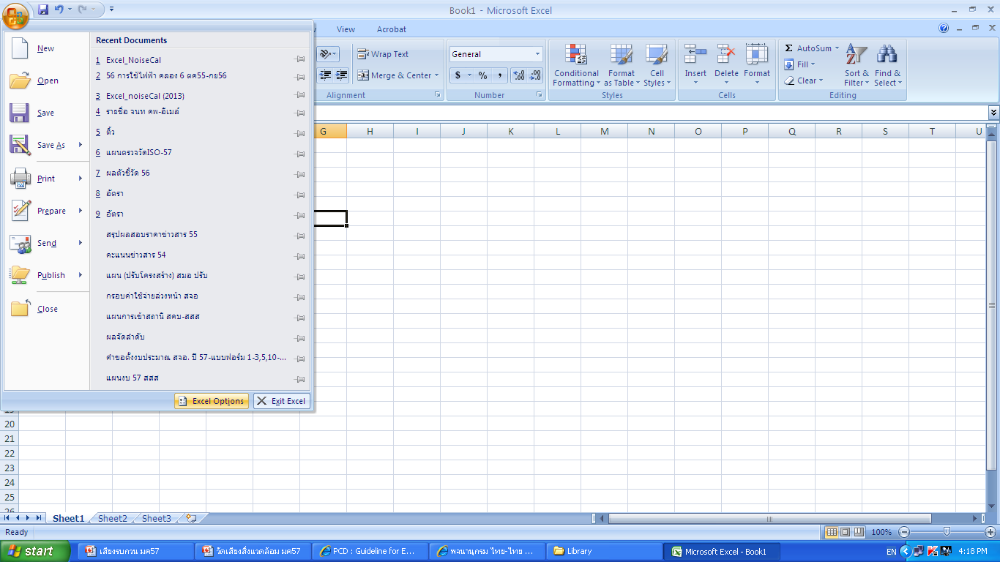 Book1 - Microsoft Excel
View Acrobat
New
Open
Save
Save As
Print
Prepare
Send
Publish
Close
Recent Documents
1 Excel_NoiseCal
2 56 การใช้ไฟฟ้า คลอง 6 ตค55-กย56
3 Excel_noiseCal (2013)
4 รายชื่อ จนท คพ-อีเมล์
5 ติ๋ว
6 แผนตรวจวัดISO-57
7 ผลตัวชี้วัด 56
8 อัตรา
9 อัตรา
สรุปผลสอบราคาข่าวสาร 55
คะแนนข่าวสาร 54
แผน (ปรับโครงสร้าง) สมอ ปรับ
กรอบค่าใช้จ่ายล่วงหน้า สจอ
แผนการเข้าสถานี สคบ-สสส
ผลจัดลำดับ
คำขอตั้งงบประมาณ สจอ. ปี 57-แบบฟอร์ม 1-3,5,10-...
แผนงบ 57 สสส
Excel Options Exit Excel
Wrap Text
Merge & Center
Alignment
General
$ % , .00 .00
Number
Conditional Formatting
Format as Table
Cell Styles
Styles
Insert Delete Format
Cells
Σ AutoSum
Fill
Clear
Sort & Filter
Find & Select
Editing
G H I J K L M N O P Q R S T U
20
21
22
23
24
25
26
Sheet1 Sheet2 Sheet3
Ready 100%
start เสียงรบกวน มค57 วัดเสียงสิ่งแวดล้อม มค57 PCD : Guideline for E... พจนานุกรม ไทย-ไทย ... Library Microsoft Excel - Book1 EN 4:18 PM